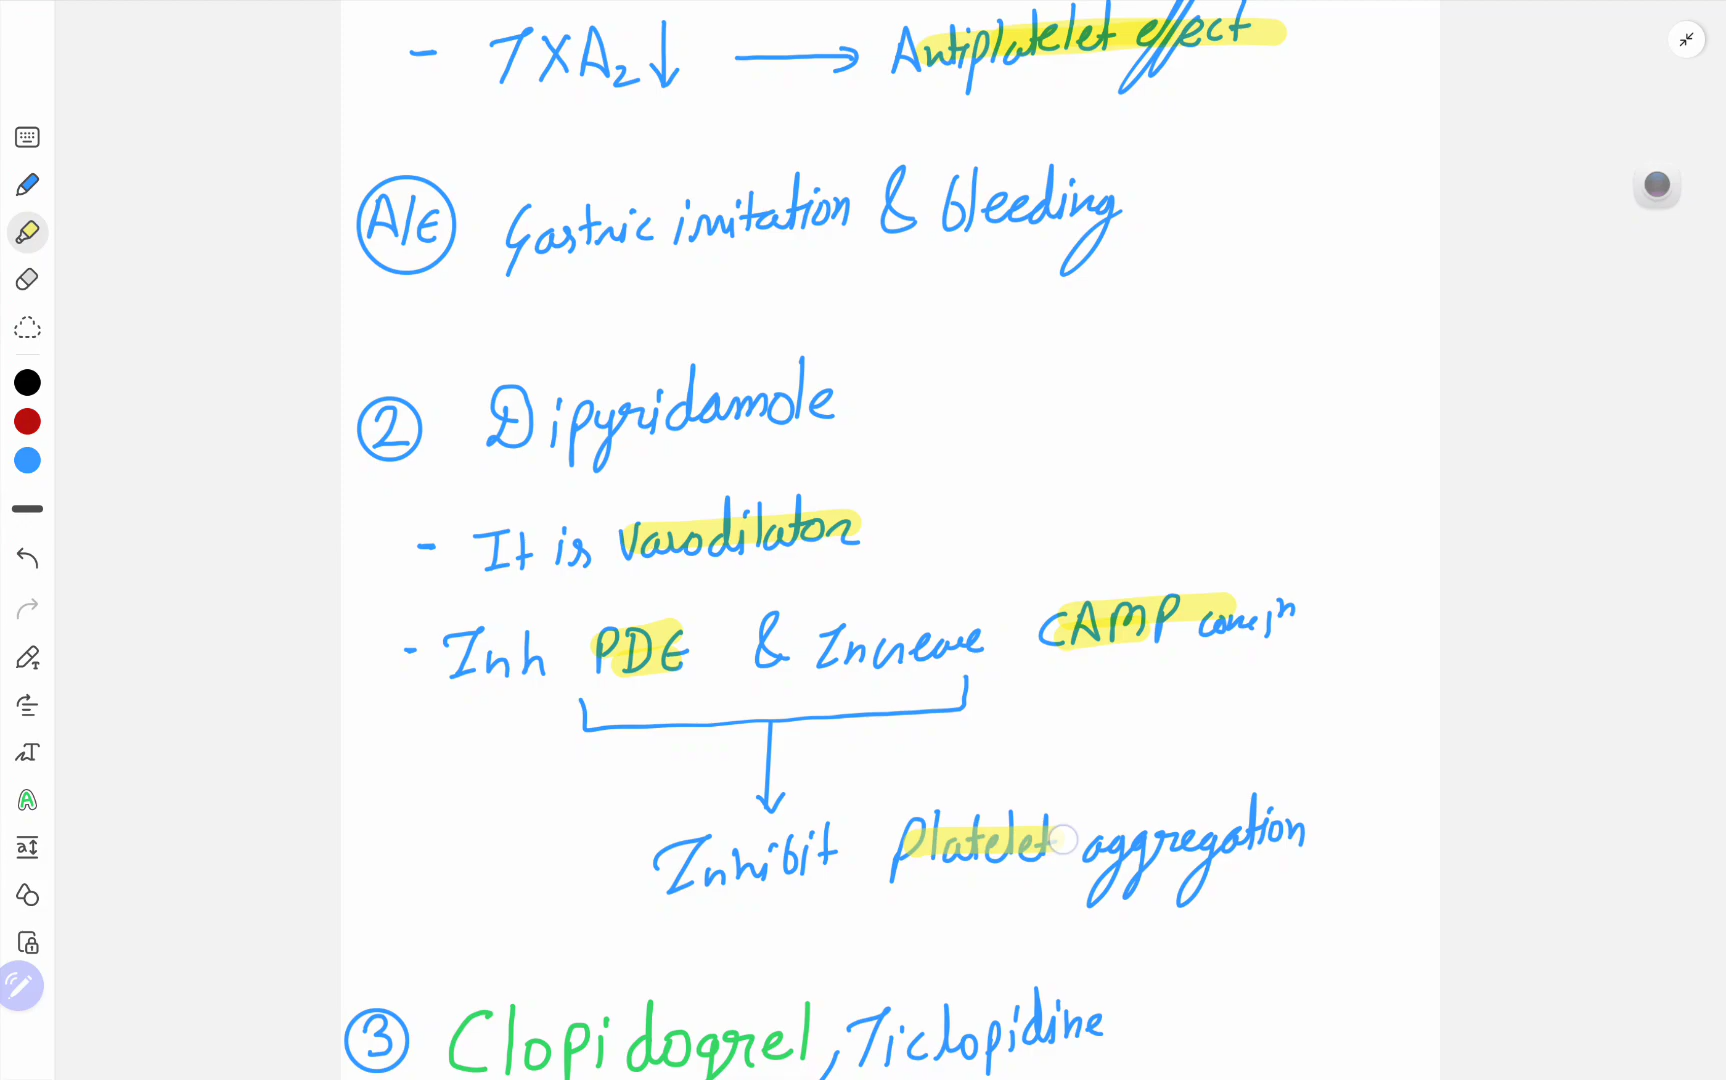 - TXA₂↓ → Antiplatelet effect
A/E Gastric irritation & bleeding
② Dipyridamole
- It is vasodilator
- Inh PDE & Increase CAMP concⁿ
Inhibit Platelet aggregation
③ Clopidogrel, Ticlopidine